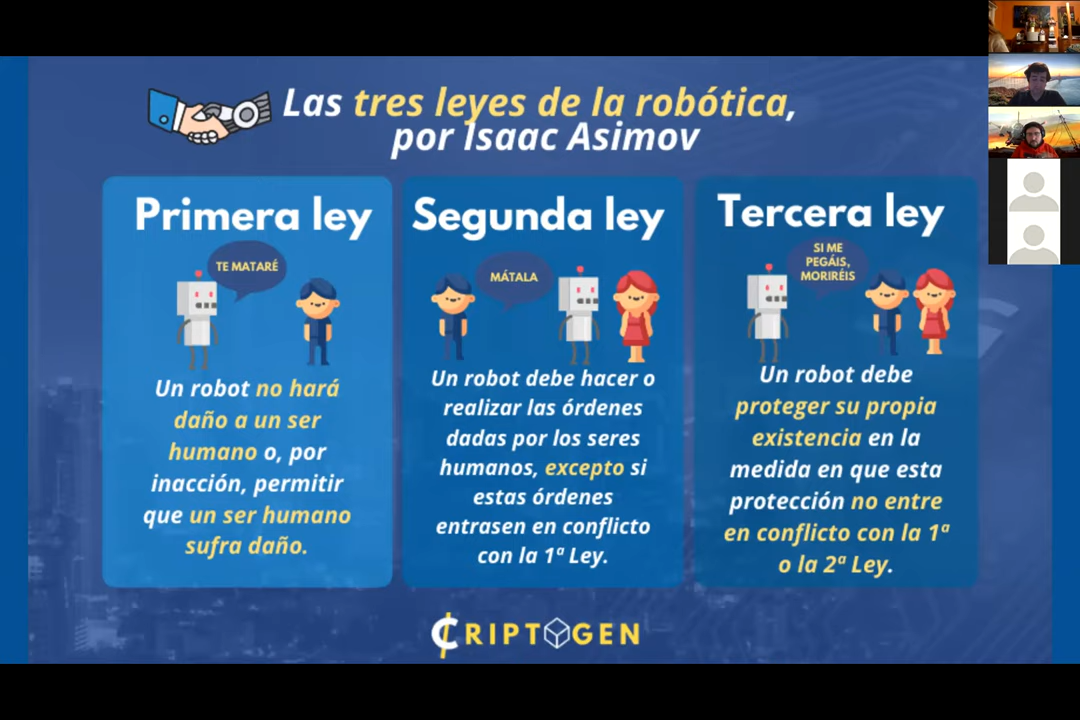 Las tres leyes de la robótica,
por Isaac Asimov
Primera ley
TE MATARÉ
Un robot no hará
daño a un ser
humano o, por
inacción, permitir
que un ser humano
sufra daño.
Segunda ley
MÁTALA
Un robot debe hacer o
realizar las órdenes
dadas por los seres
humanos, excepto si
estas órdenes
entrasen en conflicto
con la 1ª Ley.
Tercera ley
SI ME
PEGÁIS,
MORIRÉIS
Un robot debe
proteger su propia
existencia en la
medida en que esta
protección no entre
en conflicto con la 1ª
o la 2ª Ley.
CRIPTOGEN